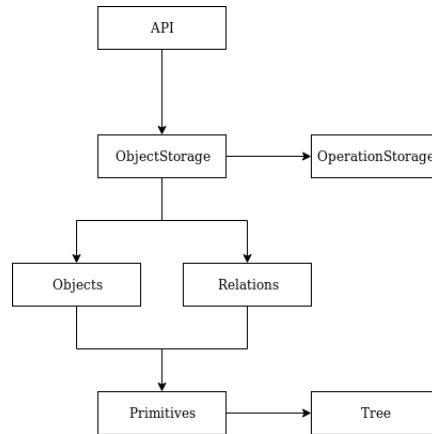 API
ObjectStorage
OperationStorage
Objects
Relations
Primitives
Tree